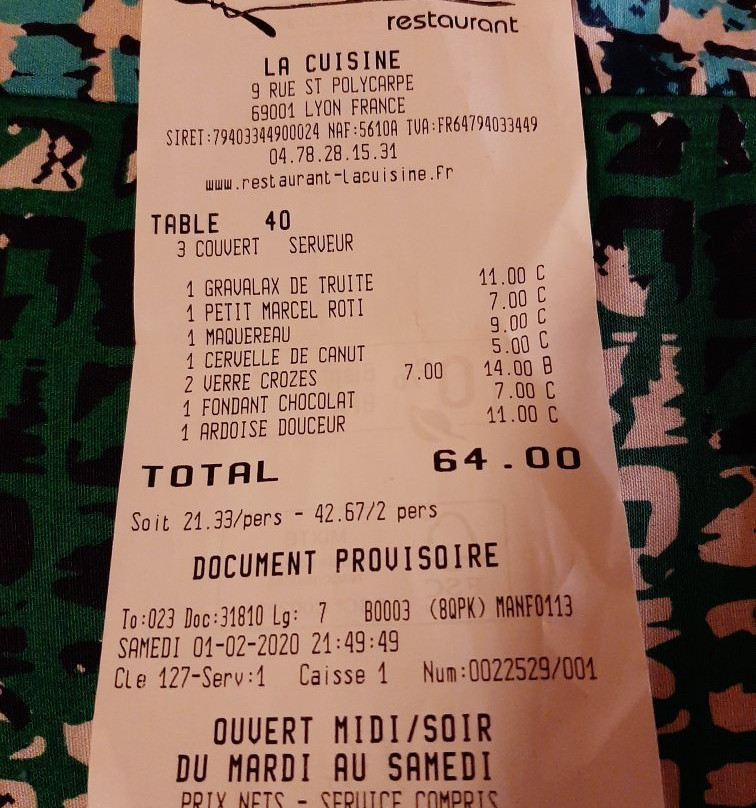 restaurant
LA CUISINE
9 RUE ST POLYCARPE
69001 LYON FRANCE
SIRET:79403344900024 NAF:5610A TVA:FR64794033449
04.78.28.15.31
www.restaurant-lacuisine.fr
TABLE 40
3 COUVERT SERVEUR
1 GRAVALAX DE TRUITE 11.00 C
1 PETIT MARCEL ROTI 7.00 C
1 MAQUEREAU 9.00 C
1 CERVELLE DE CANUT 5.00 C
2 VERRE CROZES 7.00 14.00 B
1 FONDANT CHOCOLAT 7.00 C
1 ARDOISE DOUCEUR 11.00 C
TOTAL 64.00
Soit 21.33/pers - 42.67/2 pers
DOCUMENT PROVISOIRE
To:023 Doc:31810 Lg: 7 B0003 (8QPK) MANF0113
SAMEDI 01-02-2020 21:49:49
Cle 127-Serv:1 Caisse 1 Num:0022529/001
OUVERT MIDI/SOIR
DU MARDI AU SAMEDI
PRIX NETS - SERVICE COMPRIS